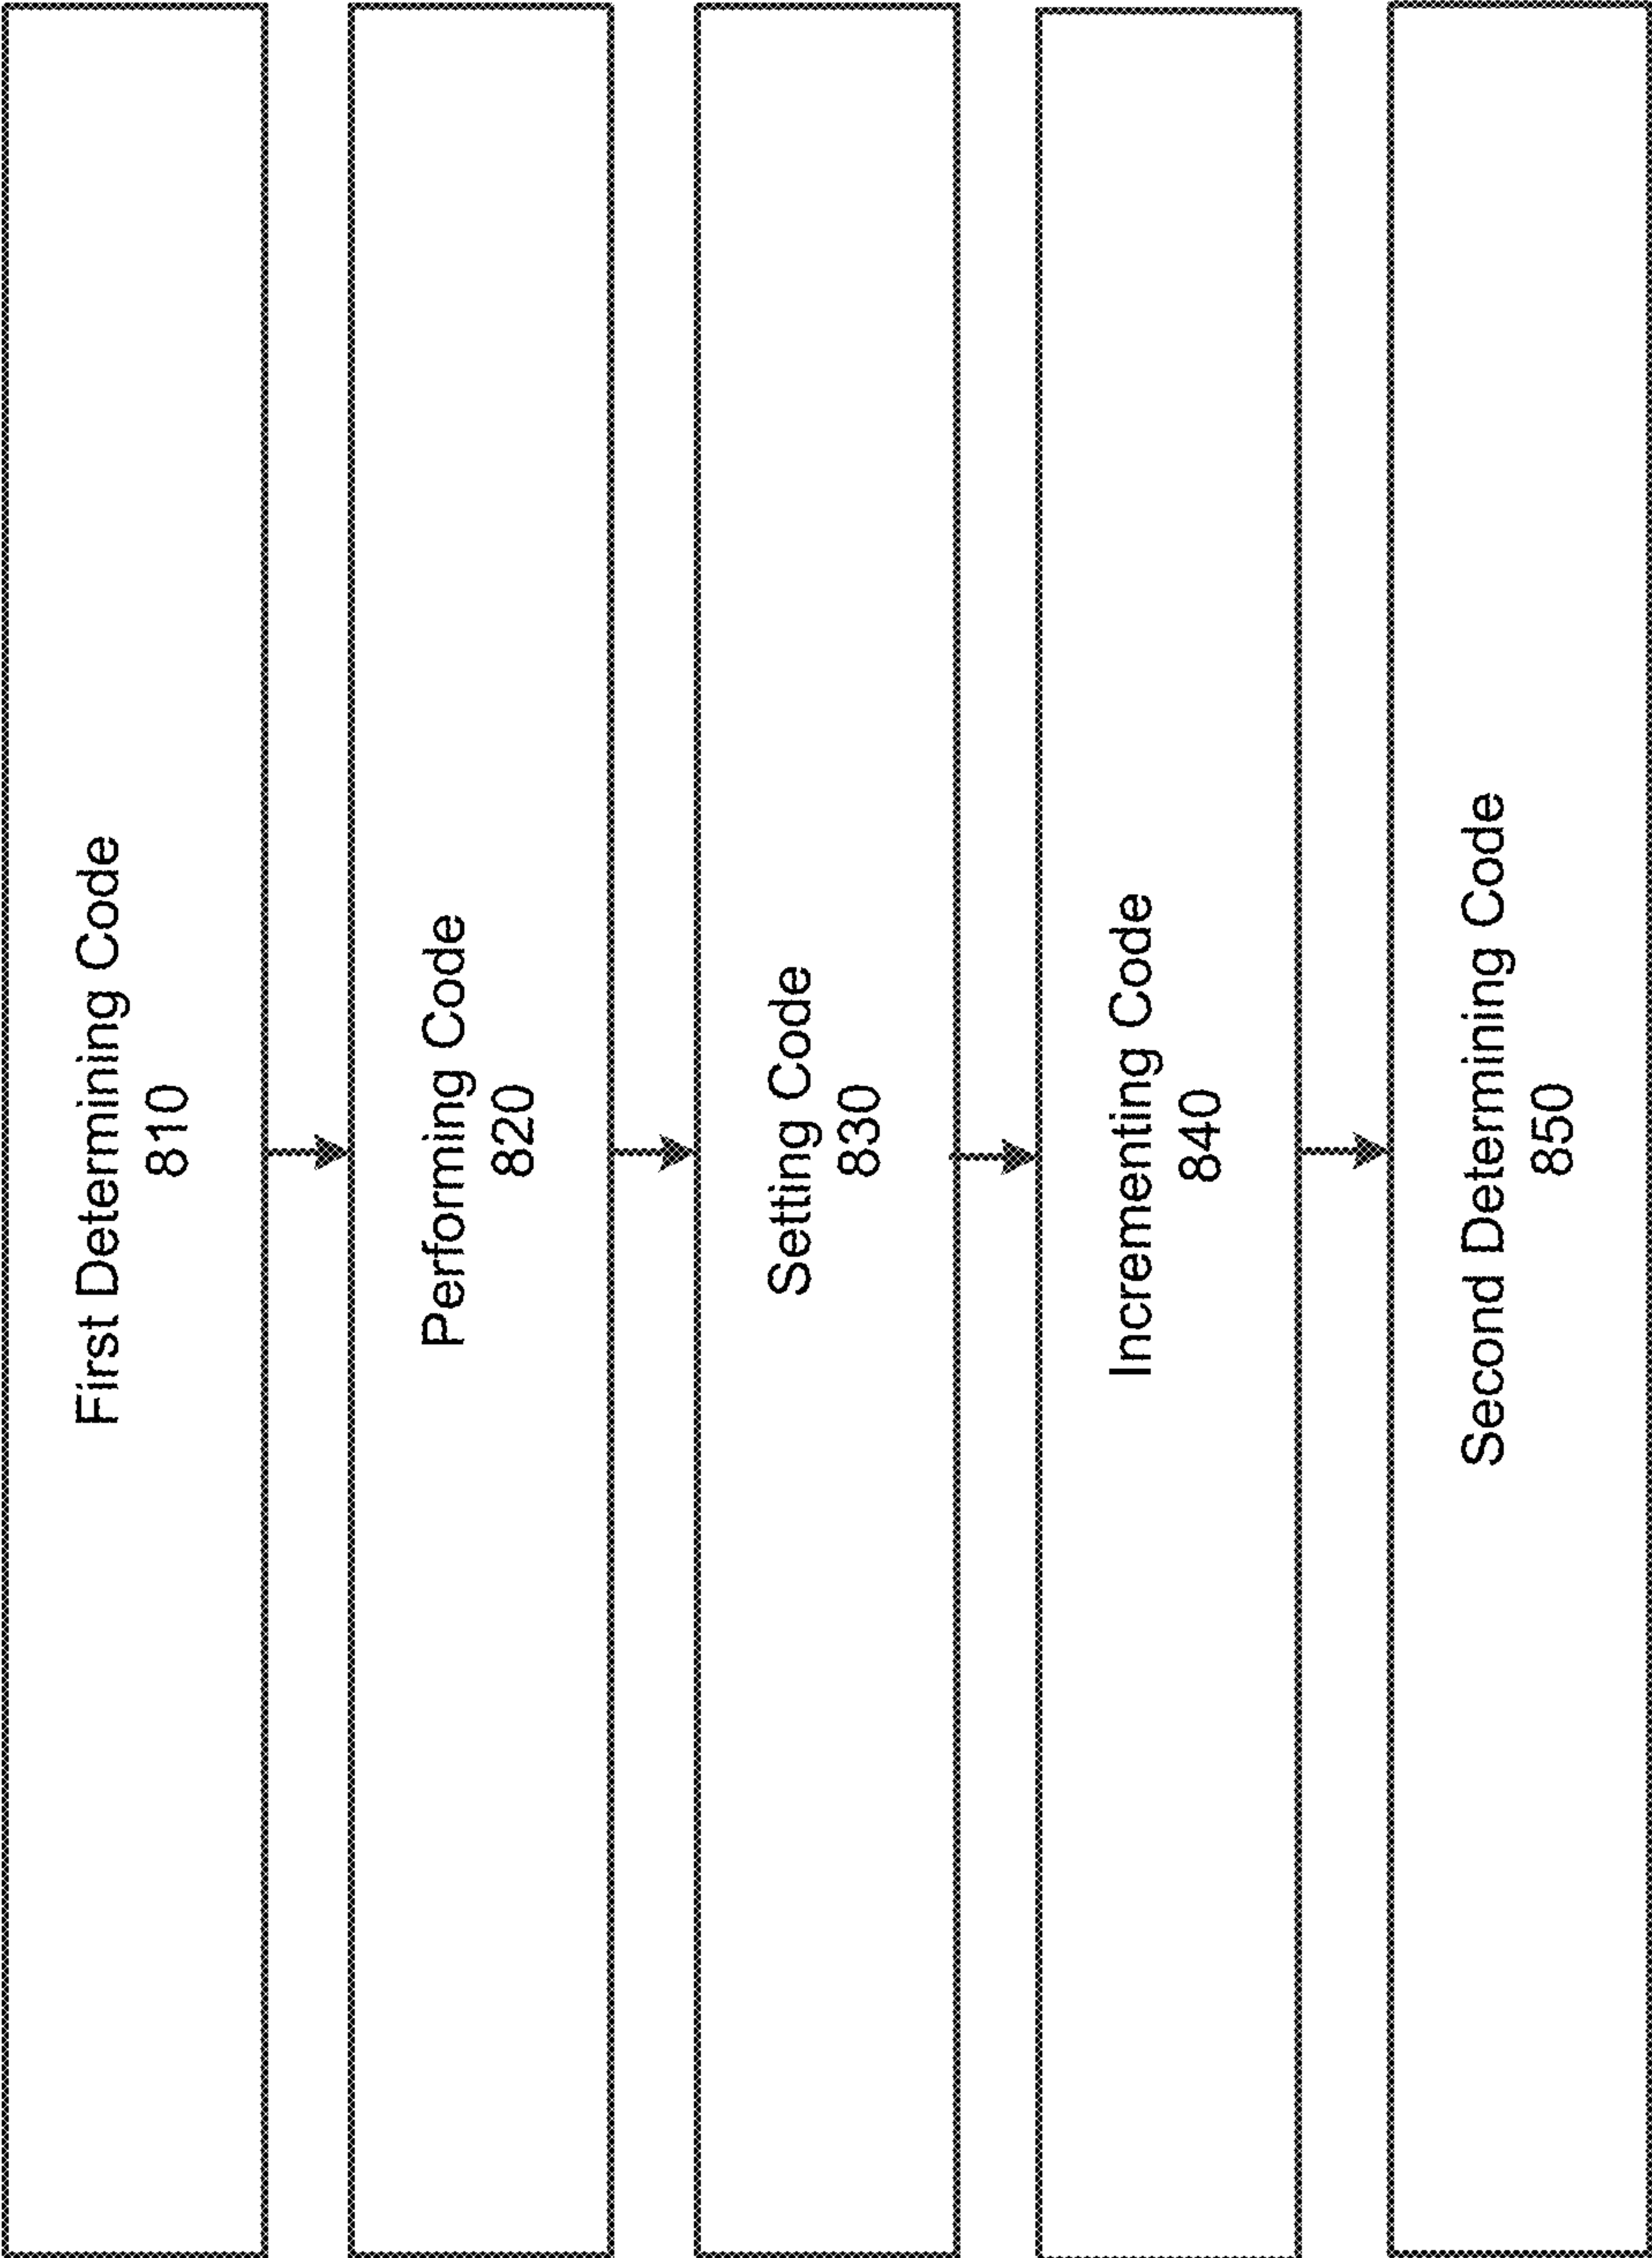 First Determining Code
810
Performing Code
820
Setting Code
830
Incrementing Code
840
Second Determining Code
850